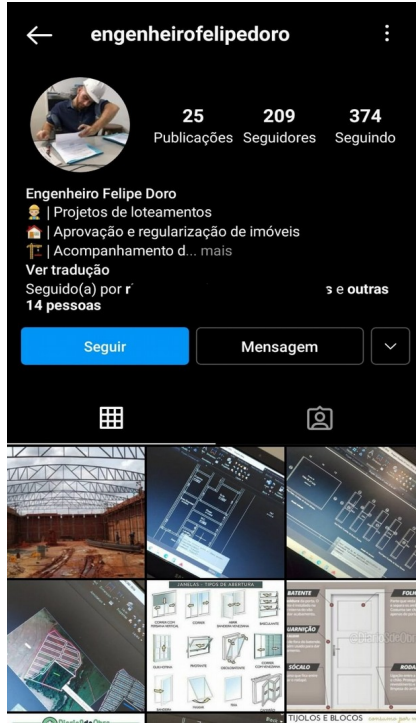 engenheirofelipedoro
25 209 374
Publicações Seguidores Seguindo
Engenheiro Felipe Doro
| Projetos de loteamentos
| Aprovação e regularização de imóveis
| Acompanhamento d... mais
Ver tradução
Seguido(a) por r s e outras
14 pessoas
Seguir Mensagem
JANELAS - TIPOS DE ABERTURA
BATENTE
GUARNIÇÃO
SÓCALO
TIJOLOS E BLOCOS